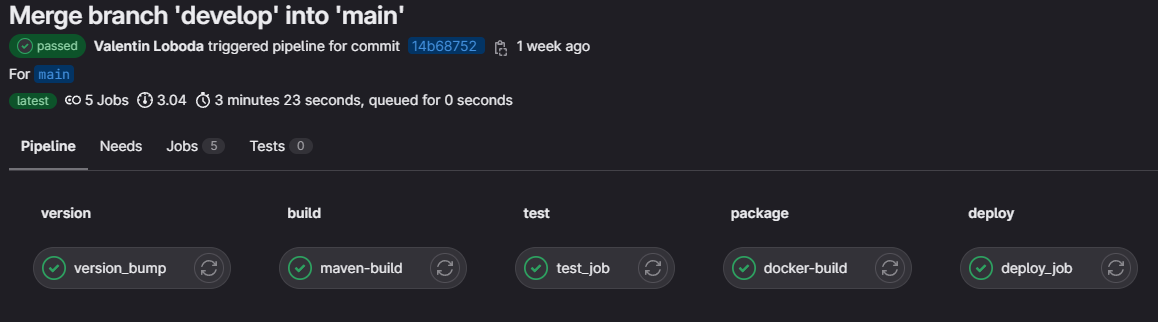 Merge branch 'develop' into 'main'
passed Valentin Loboda triggered pipeline for commit 14b68752 1 week ago
For main
latest 5 Jobs 3.04 3 minutes 23 seconds, queued for 0 seconds
Pipeline Needs Jobs 5 Tests 0
version build test package deploy
version_bump maven-build test_job docker-build deploy_job